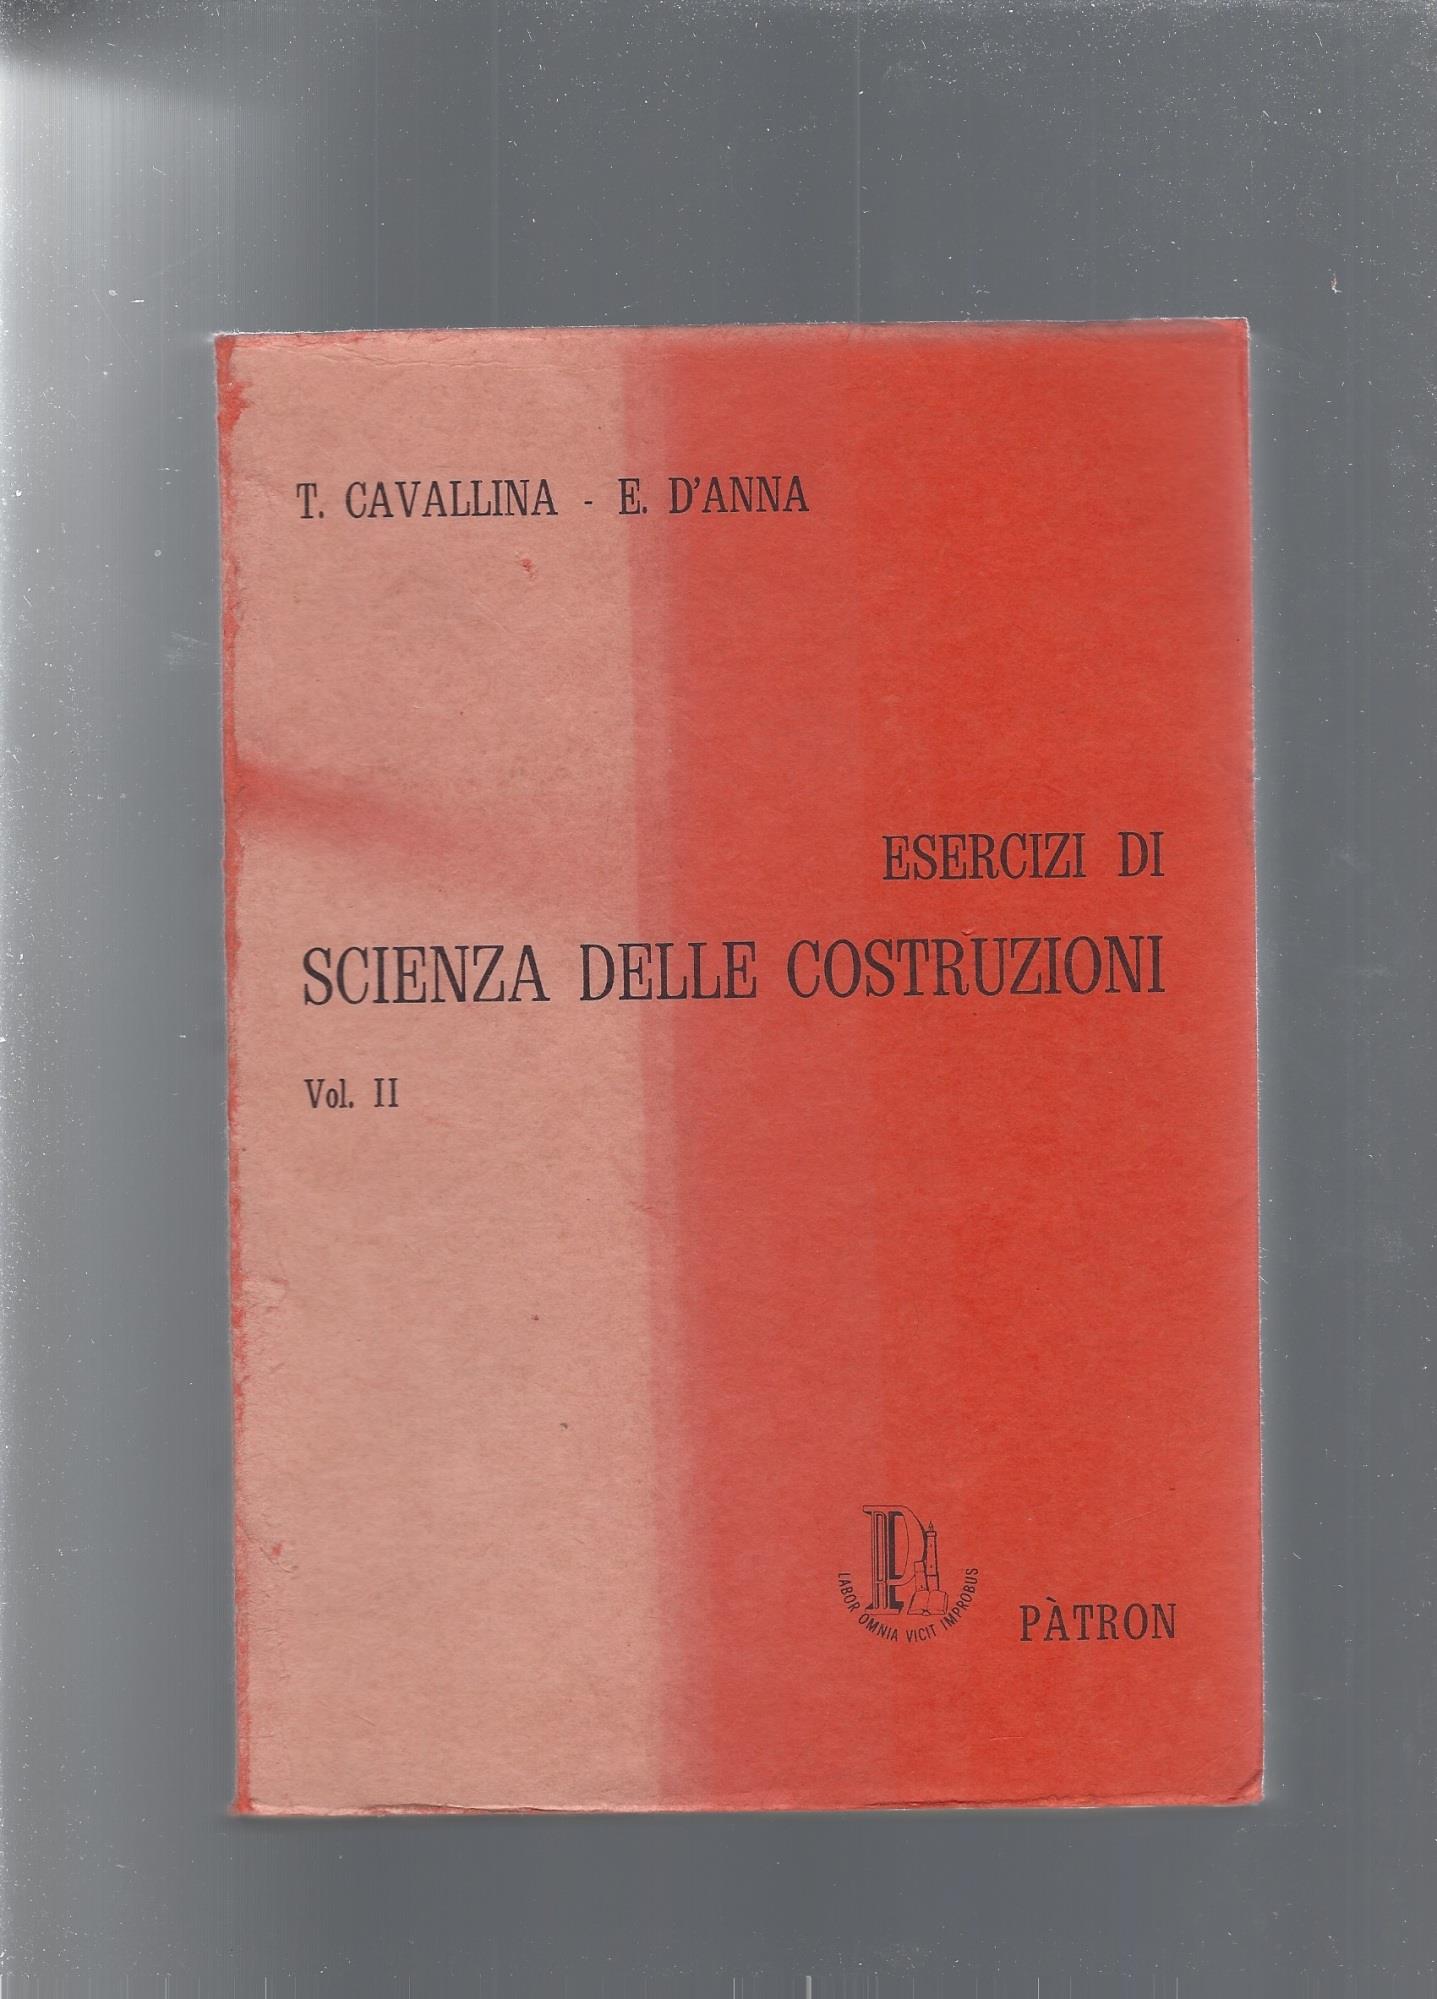 T. CAVALLINA - E. D'ANNA
ESERCIZI DI
SCIENZA DELLE COSTRUZIONI
Vol. II
LABOR OMNIA VICIT IMPROBUS
PÀTRON